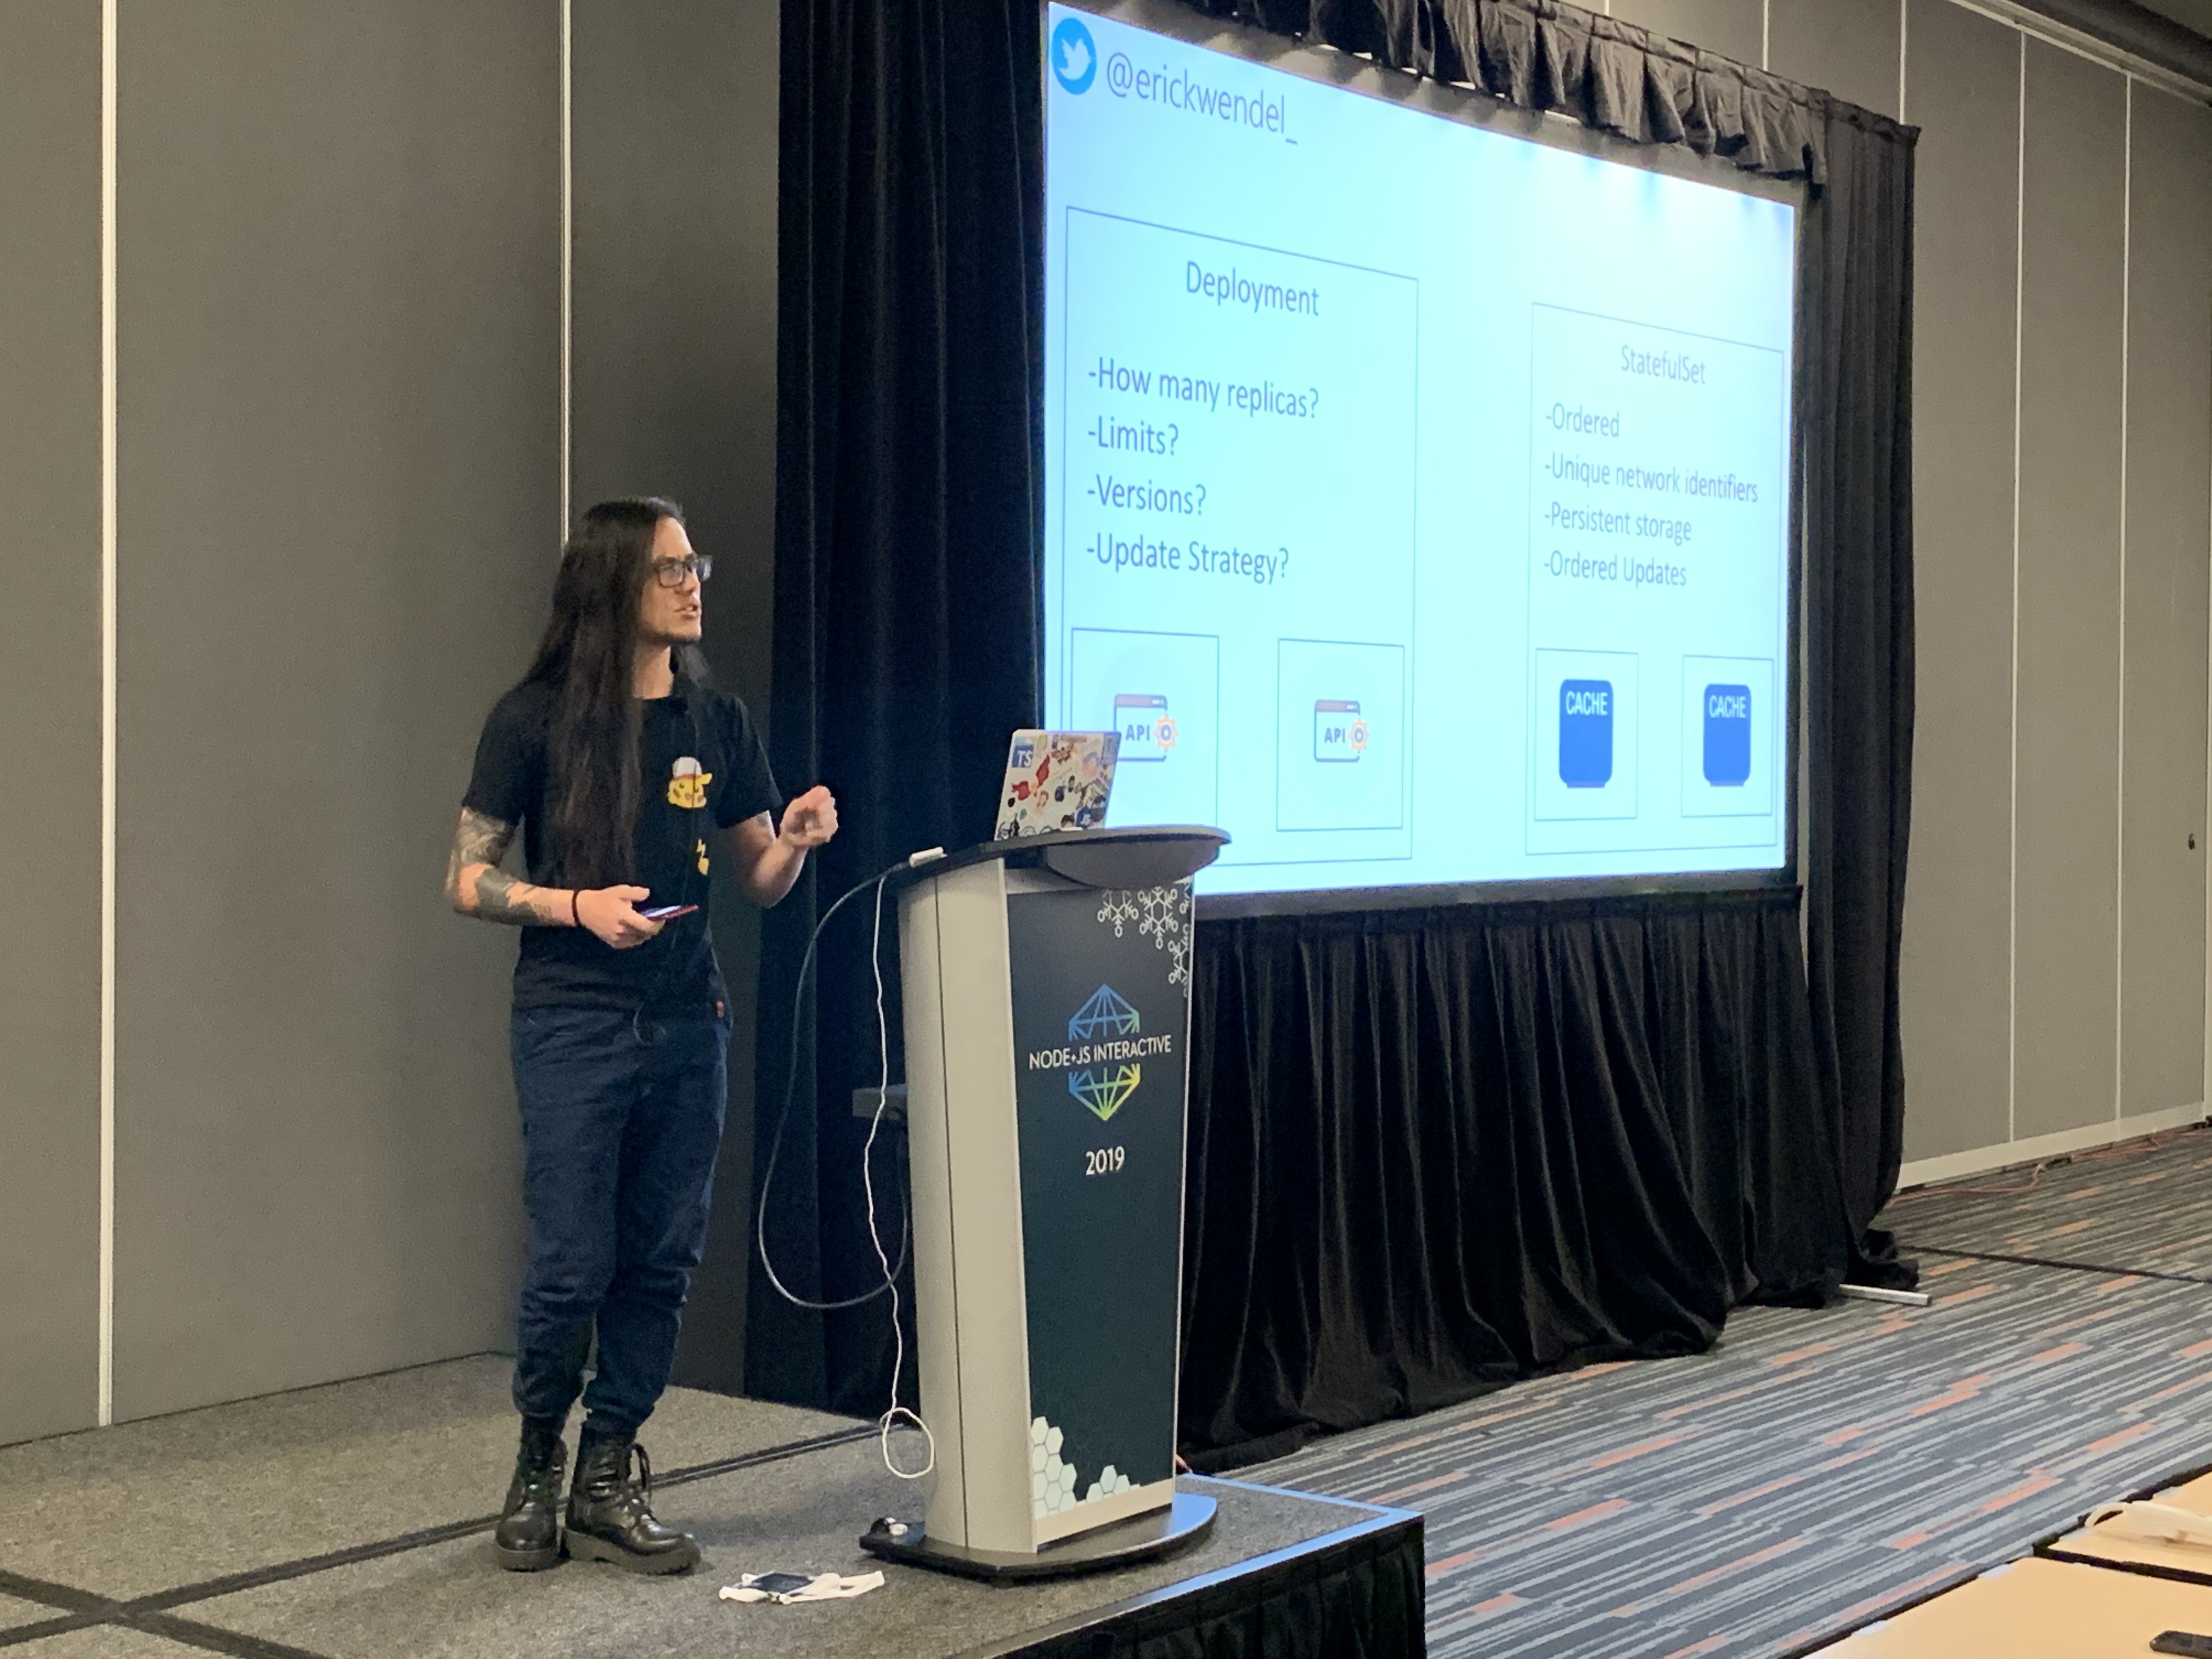 @erickwendel_
Deployment
-How many replicas?
-Limits?
-Versions?
-Update Strategy?
API
API
StatefulSet
-Ordered
-Unique network identifiers
-Persistent storage
-Ordered Updates
CACHE
CACHE
TS
JS
NODE+JS INTERACTIVE
2019